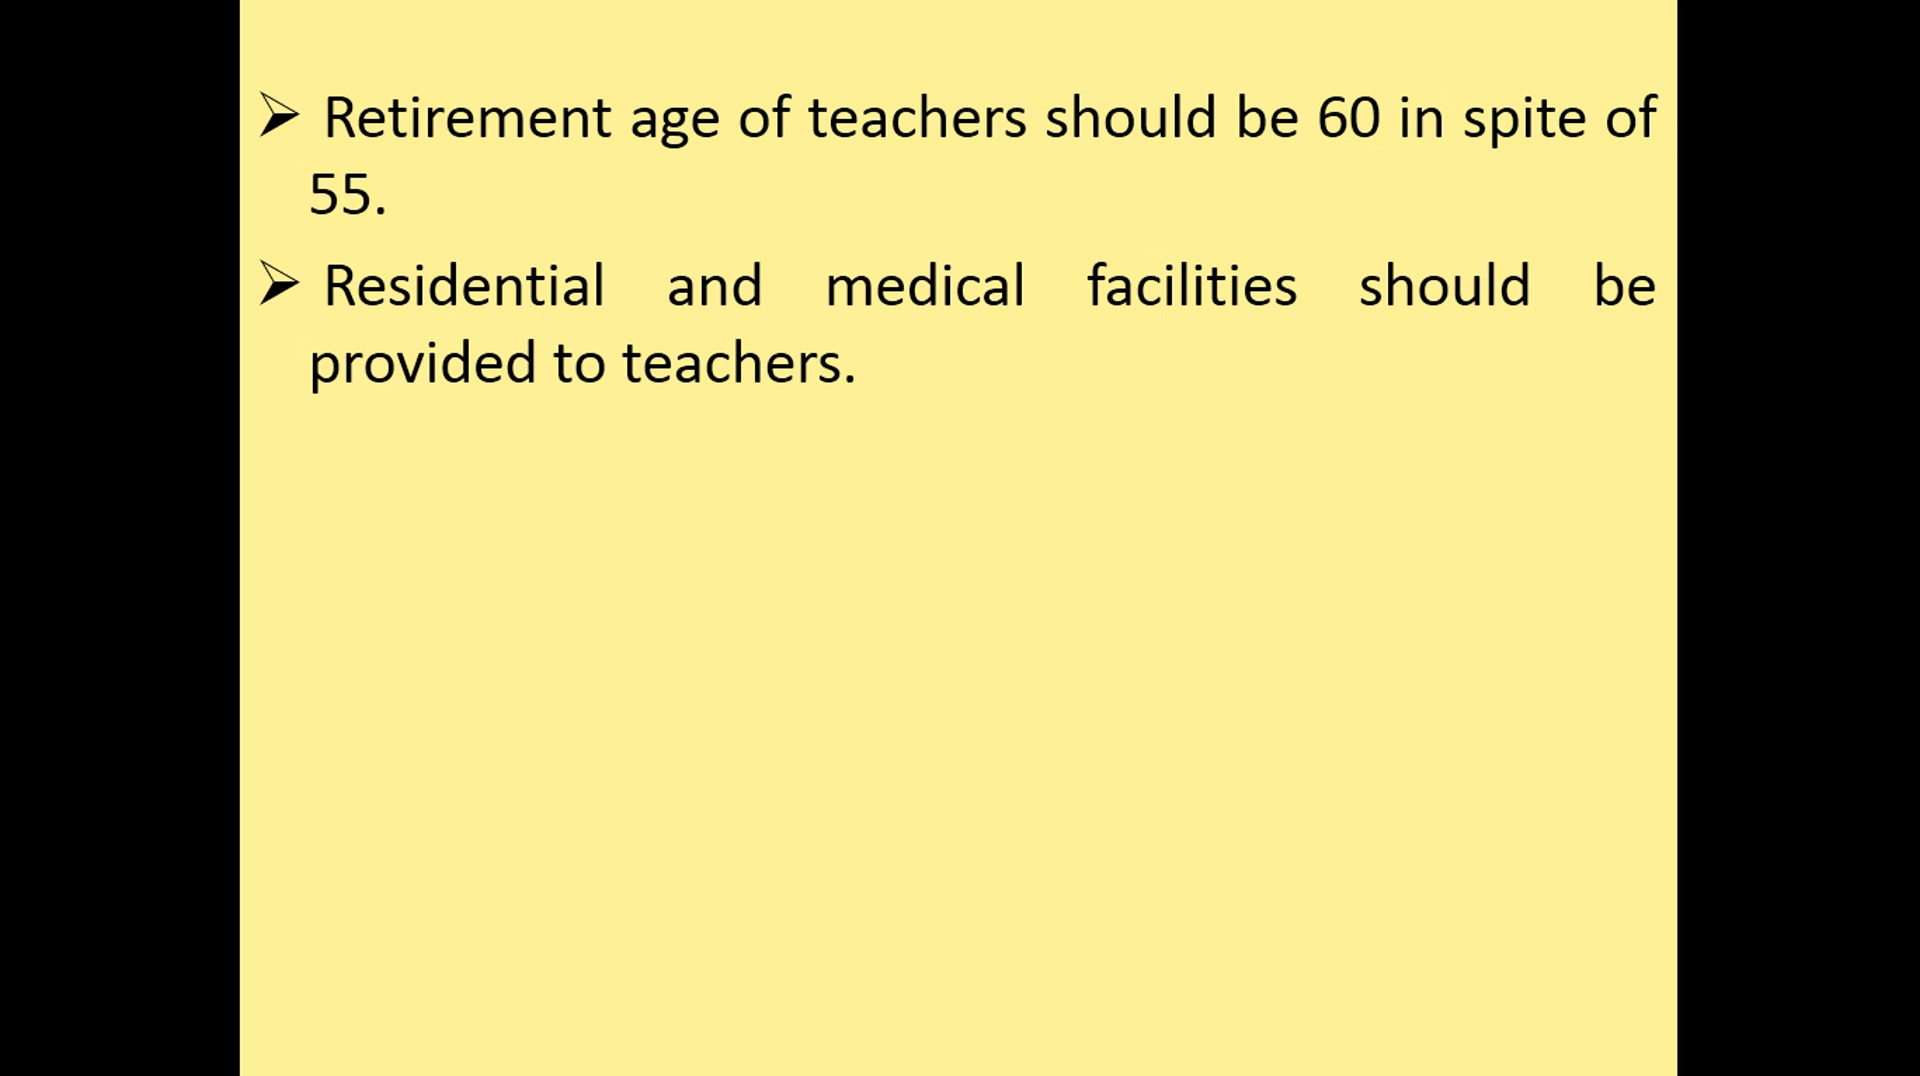 ➢ Retirement age of teachers should be 60 in spite of
55.
➢ Residential and medical facilities should be
provided to teachers.